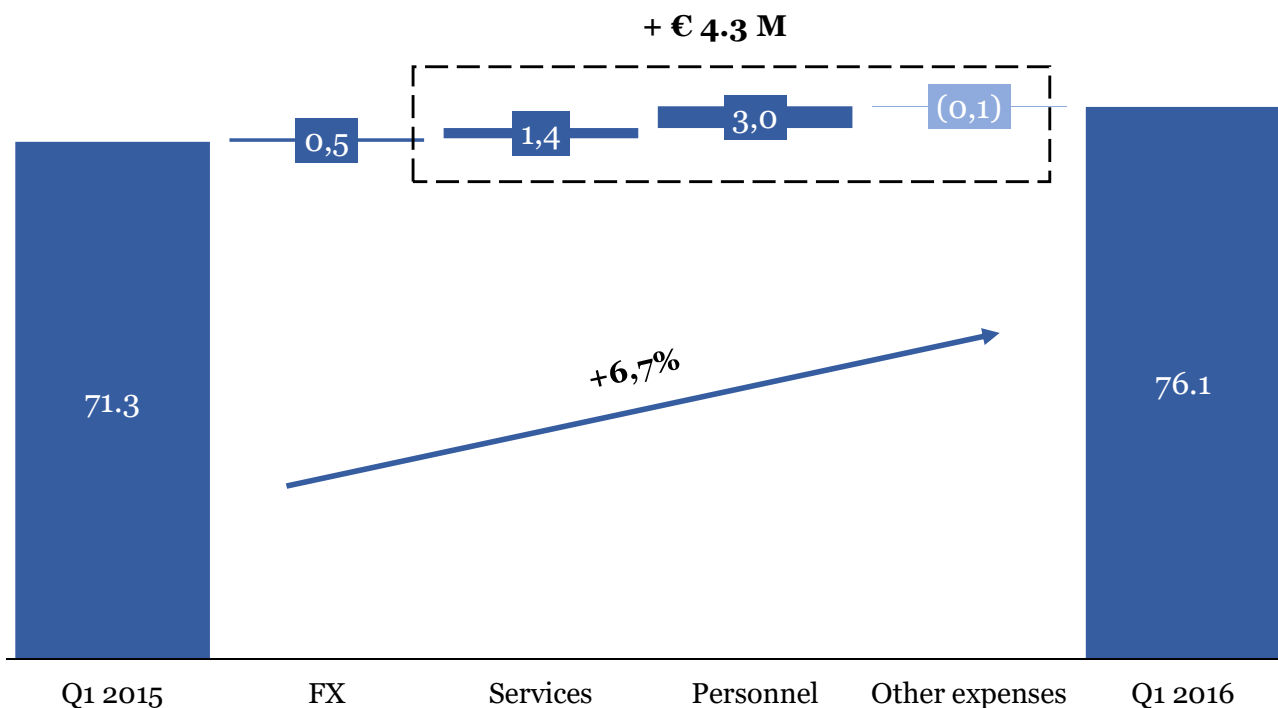 + € 4.3 M
0,5
1,4
3,0
(0,1)
+6,7%
71.3
76.1
Q1 2015
FX
Services
Personnel
Other expenses
Q1 2016